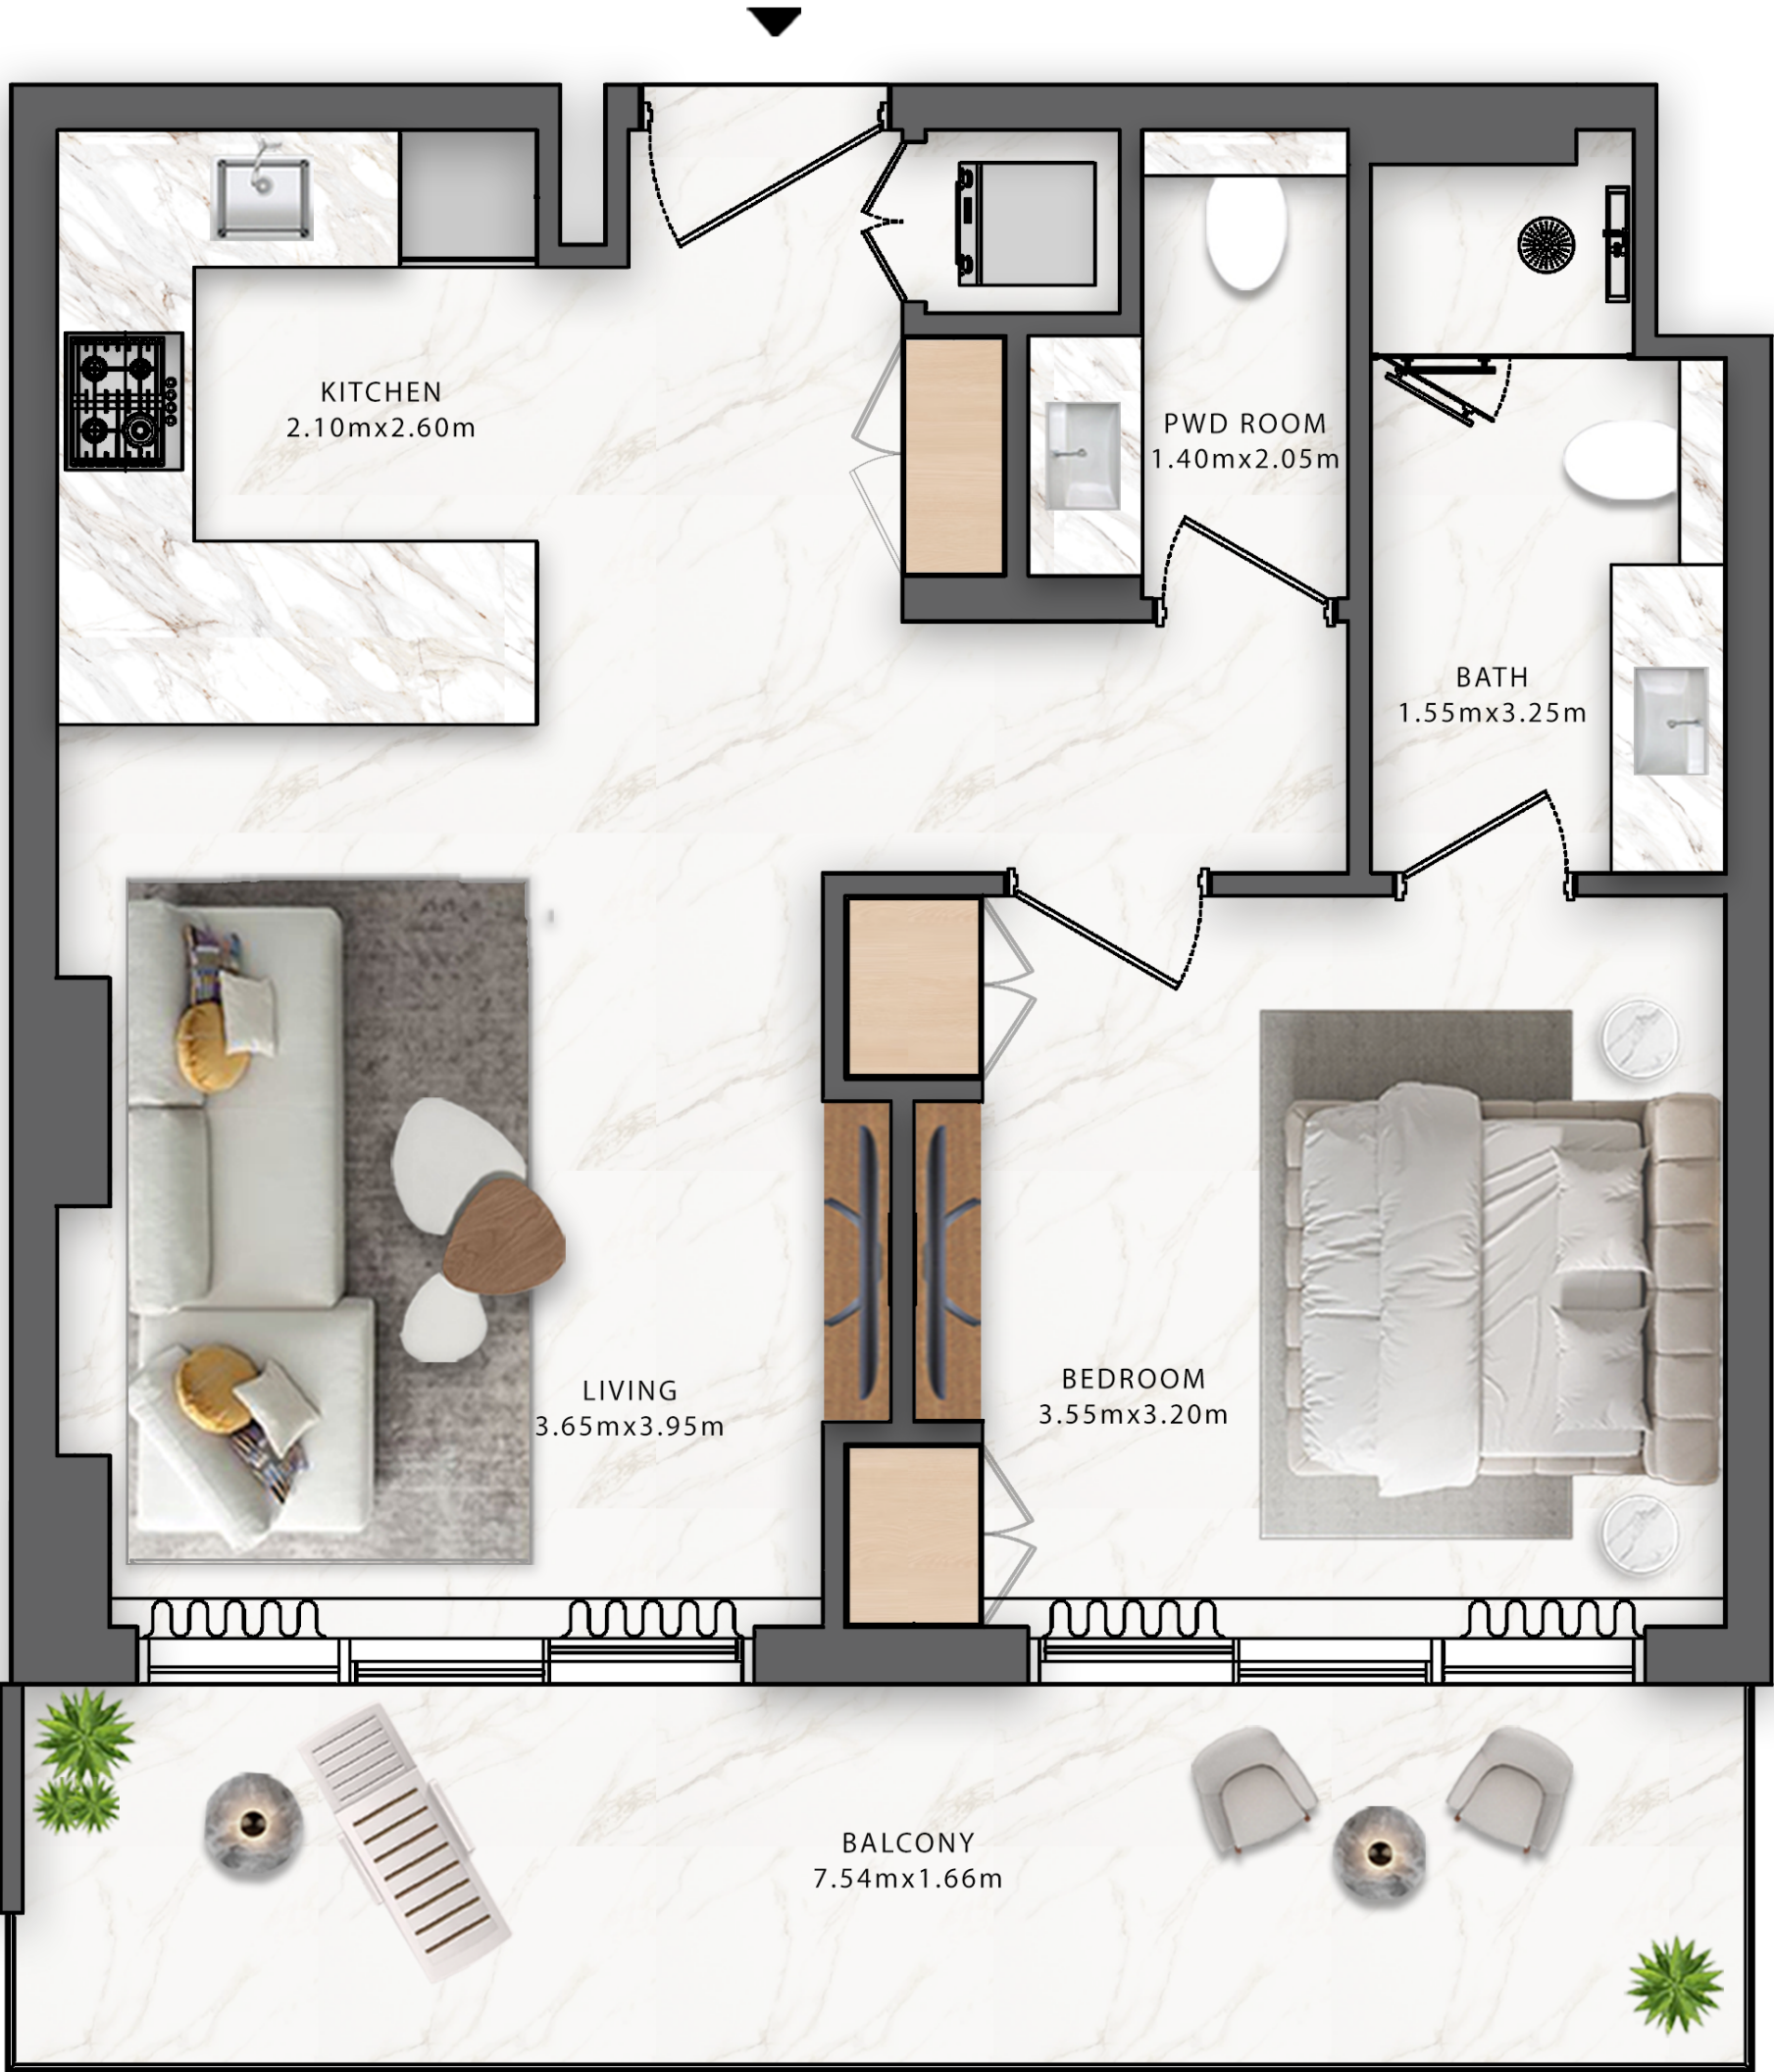 KITCHEN
2.10mx2.60m
PWD ROOM
1.40mx2.05m
BATH
1.55mx3.25m
LIVING
3.65mx3.95m
BEDROOM
3.55mx3.20m
BALCONY
7.54mx1.66m